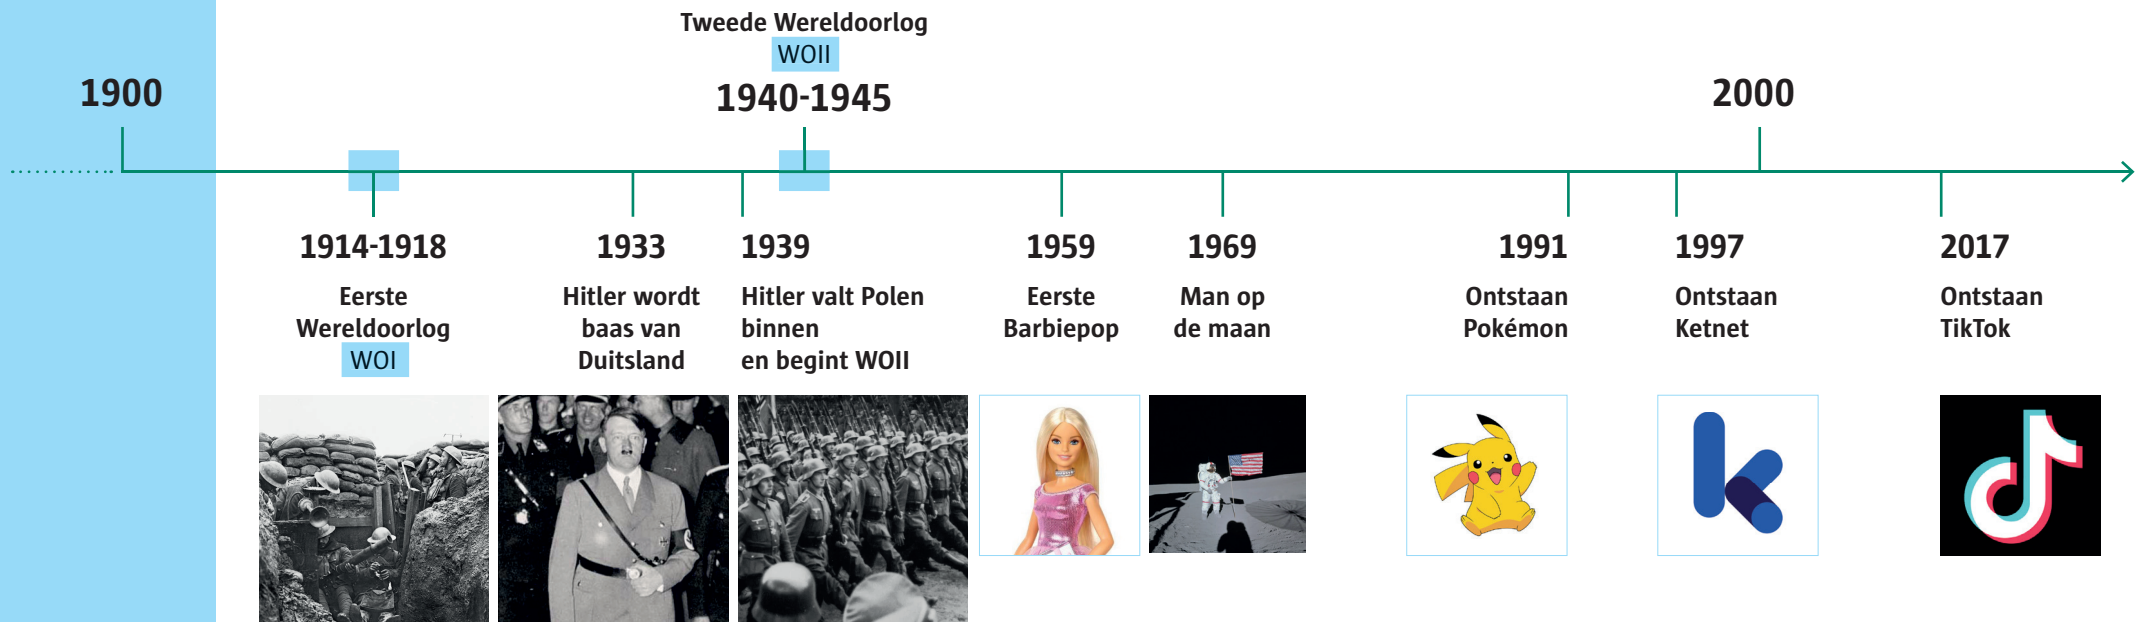 Tweede Wereldoorlog
WOII
1900
1940-1945
2000
1914-1918
Eerste
Wereldoorlog
WOI
1933
Hitler wordt
baas van
Duitsland
1939
Hitler valt Polen
binnen
en begint WOII
1959
Eerste
Barbiepop
1969
Man op
de maan
1991
Ontstaan
Pokémon
1997
Ontstaan
Ketnet
2017
Ontstaan
TikTok